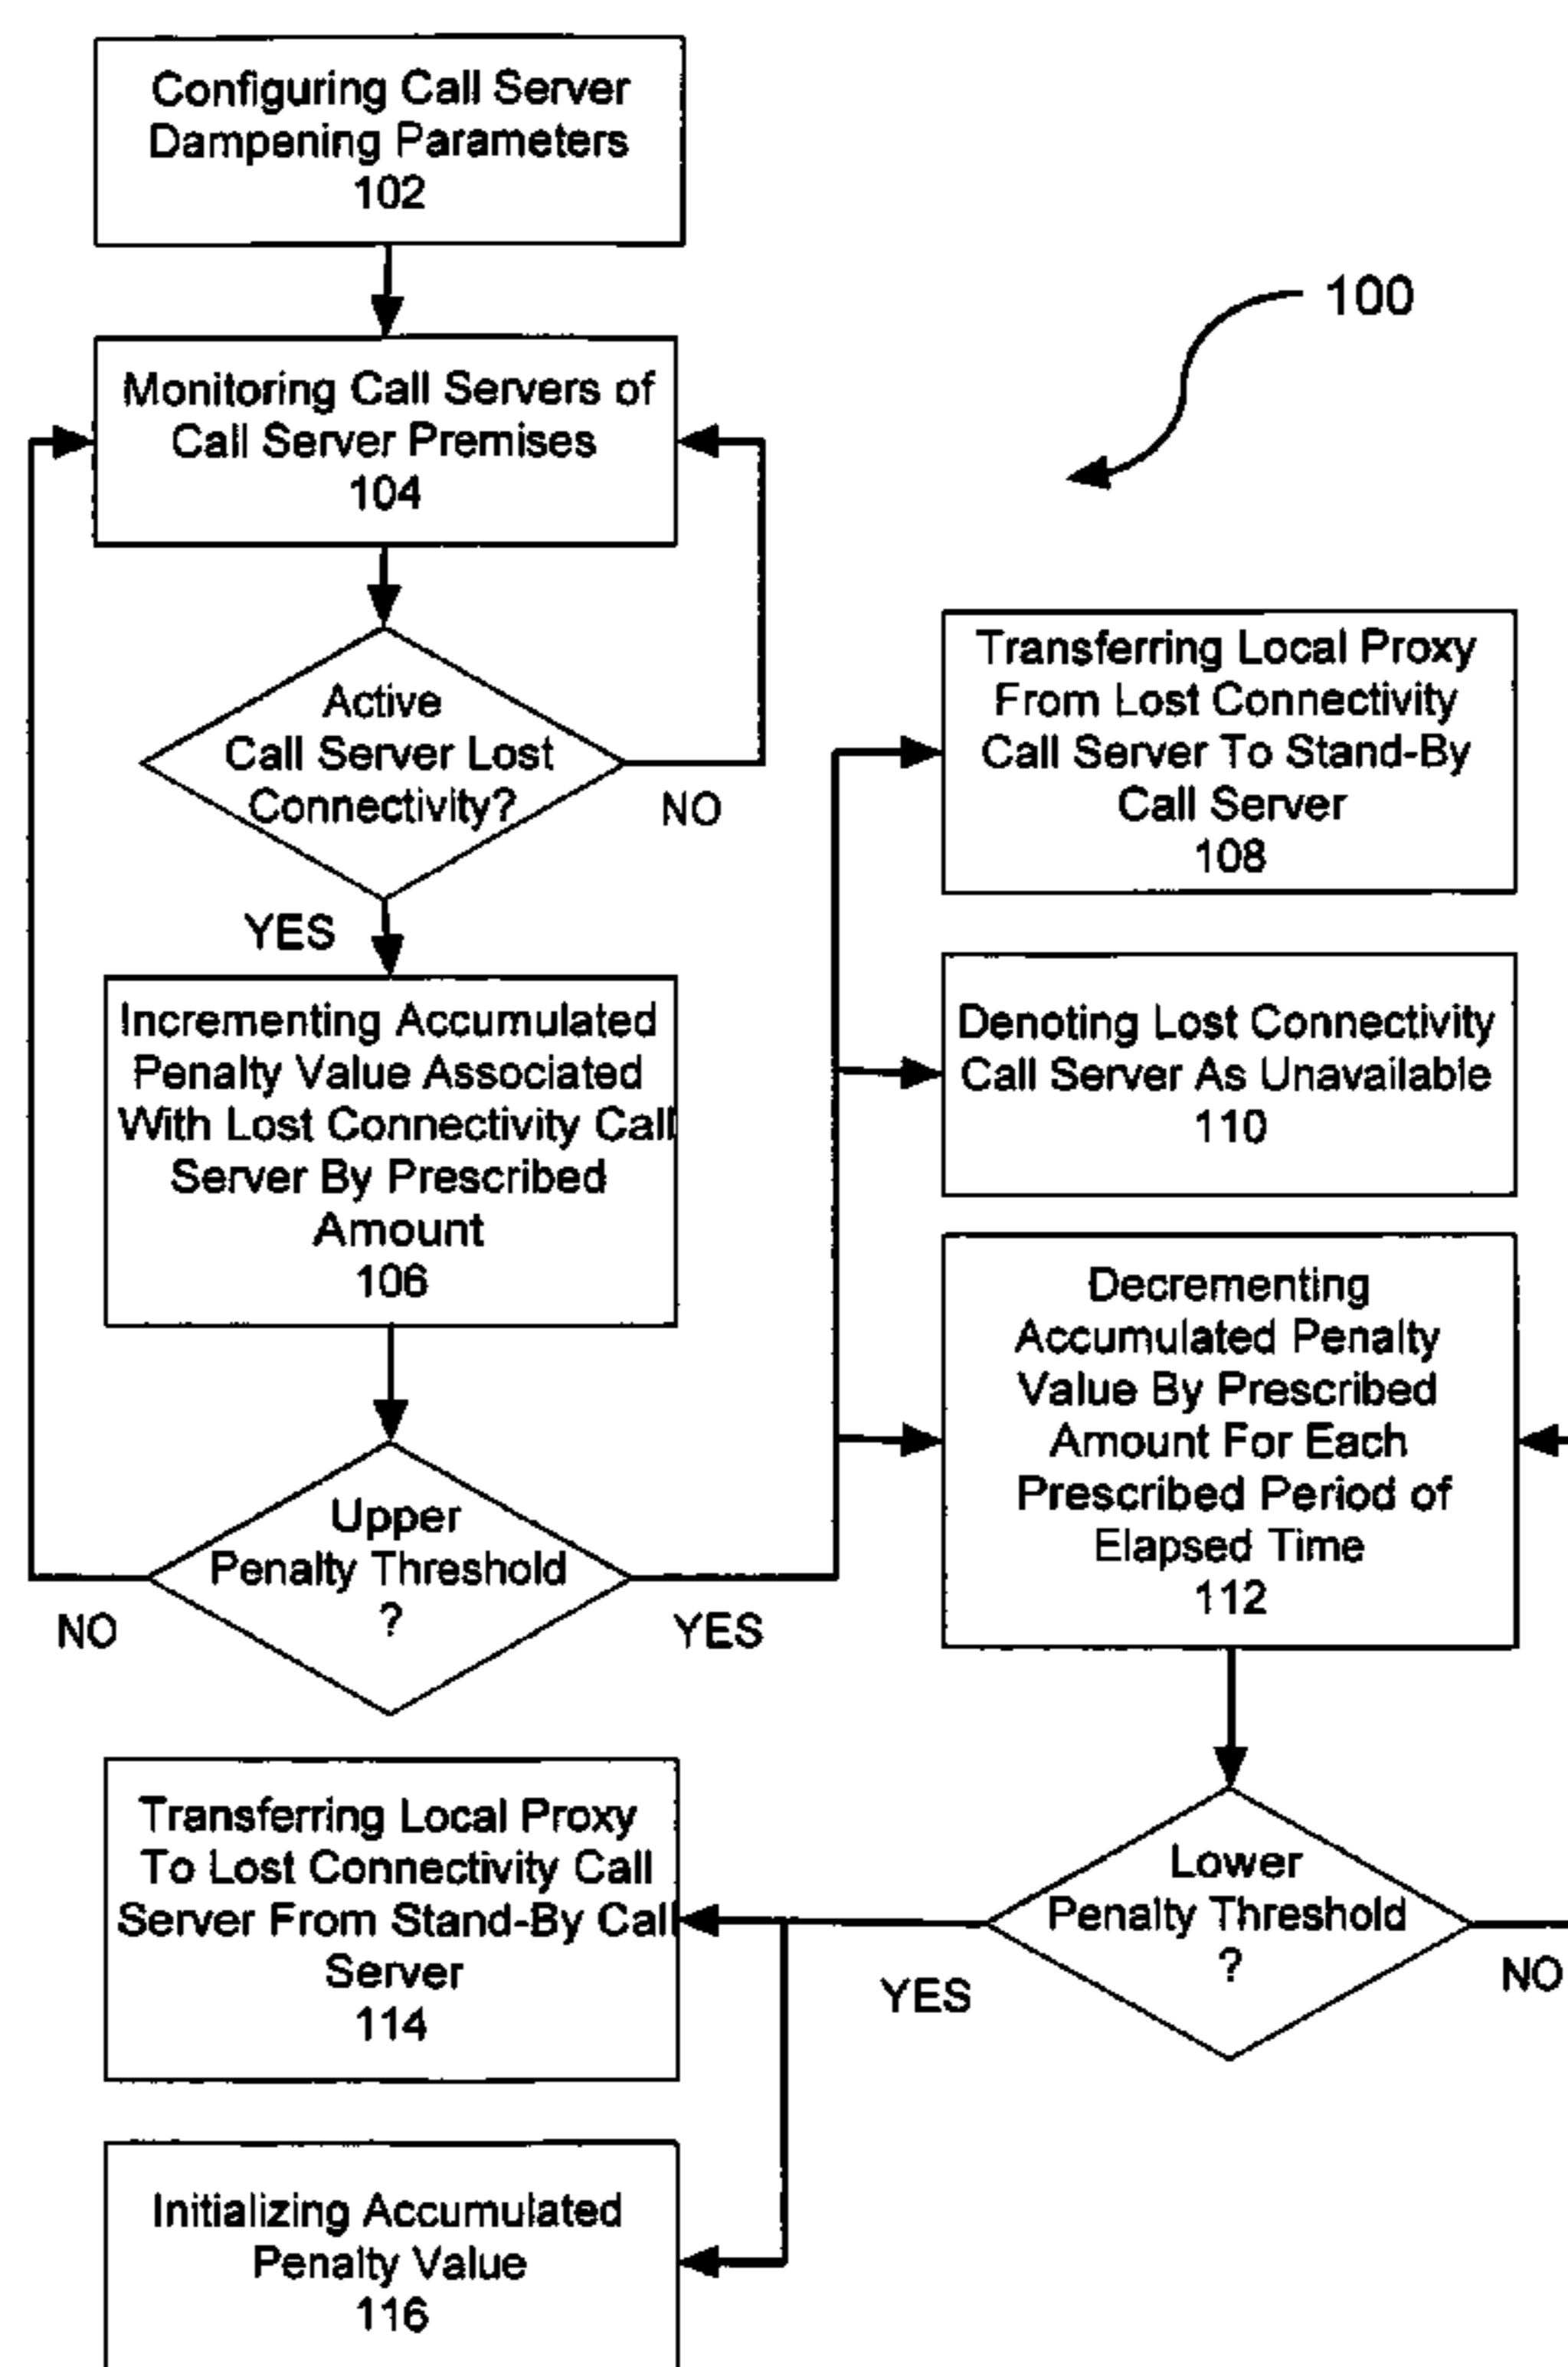 Configuring Call Server
Dampening Parameters
102
100
Monitoring Call Servers of
Call Server Premises
104
Active
Call Server Lost
Connectivity?
NO
YES
Incrementing Accumulated
Penalty Value Associated
With Lost Connectivity Call
Server By Prescribed
Amount
106
Upper
Penalty Threshold
?
NO
YES
Transferring Local Proxy
From Lost Connectivity
Call Server To Stand-By
Call Server
108
Denoting Lost Connectivity
Call Server As Unavailable
110
Decrementing
Accumulated Penalty
Value By Prescribed
Amount For Each
Prescribed Period of
Elapsed Time
112
Lower
Penalty Threshold
?
YES
NO
Transferring Local Proxy
To Lost Connectivity Call
Server From Stand-By Call
Server
114
Initializing Accumulated
Penalty Value
116